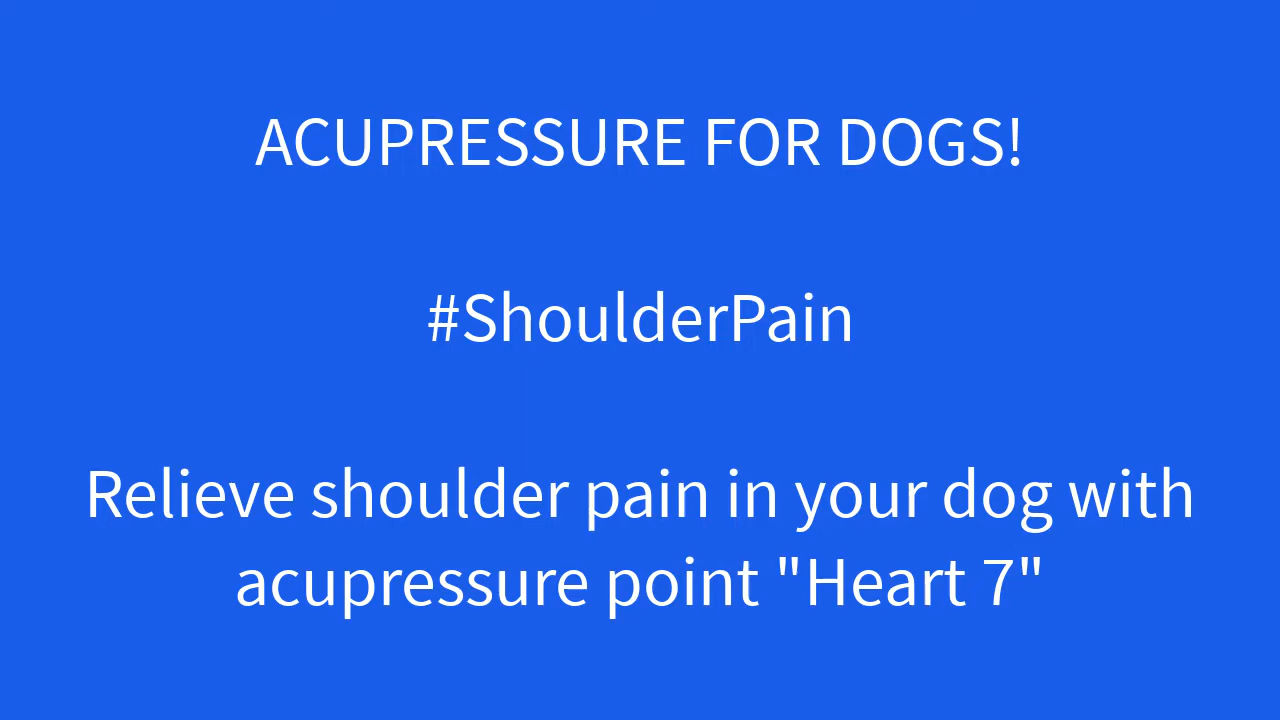 ACUPRESSURE FOR DOGS!
#ShoulderPain
Relieve shoulder pain in your dog with
acupressure point "Heart 7"